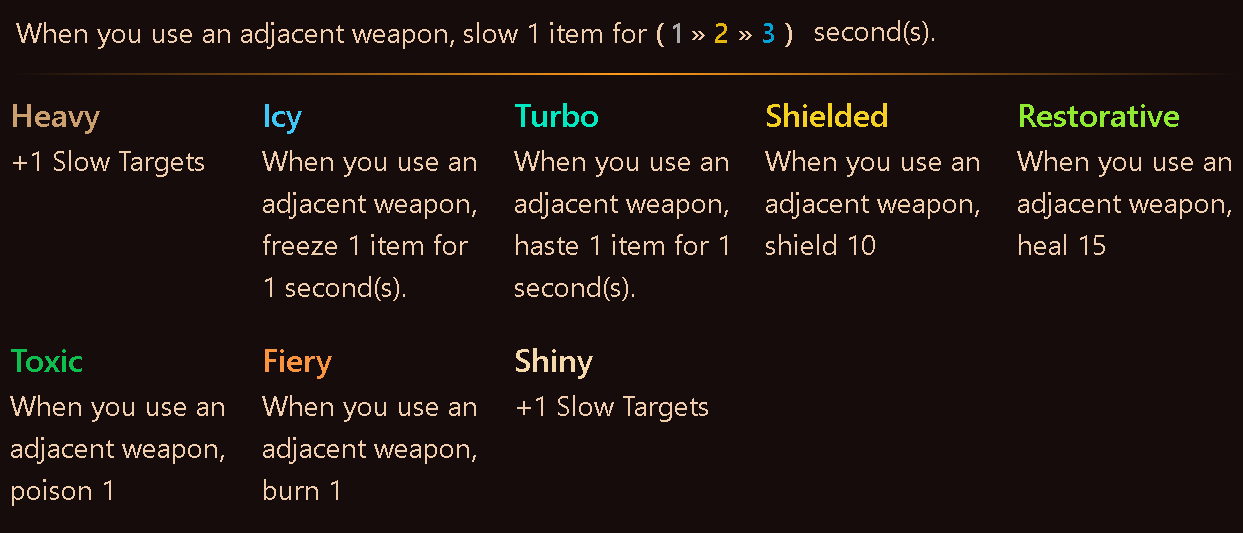 When you use an adjacent weapon, slow 1 item for ( 1 » 2 » 3 ) second(s).
Heavy
+1 Slow Targets
Icy
When you use an
adjacent weapon,
freeze 1 item for
1 second(s).
Turbo
When you use an
adjacent weapon,
haste 1 item for 1
second(s).
Shielded
When you use an
adjacent weapon,
shield 10
Restorative
When you use an
adjacent weapon,
heal 15
Toxic
When you use an
adjacent weapon,
poison 1
Fiery
When you use an
adjacent weapon,
burn 1
Shiny
+1 Slow Targets